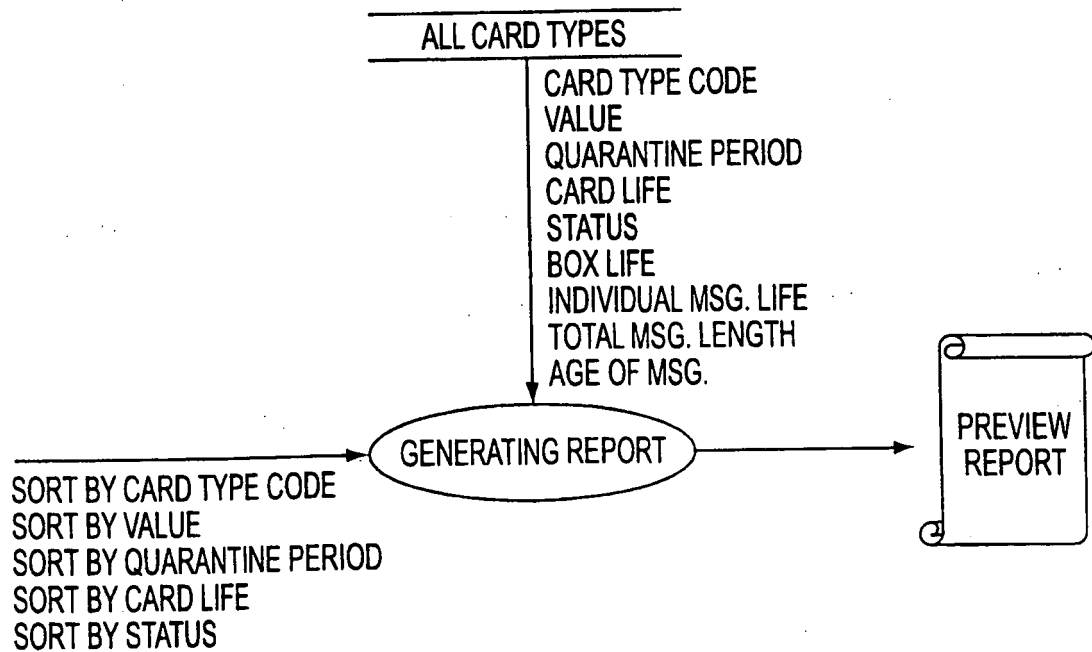 ALL CARD TYPES
CARD TYPE CODE
VALUE
QUARANTINE PERIOD
CARD LIFE
STATUS
BOX LIFE
INDIVIDUAL MSG. LIFE
TOTAL MSG. LENGTH
AGE OF MSG.
GENERATING REPORT
PREVIEW
REPORT
SORT BY CARD TYPE CODE
SORT BY VALUE
SORT BY QUARANTINE PERIOD
SORT BY CARD LIFE
SORT BY STATUS